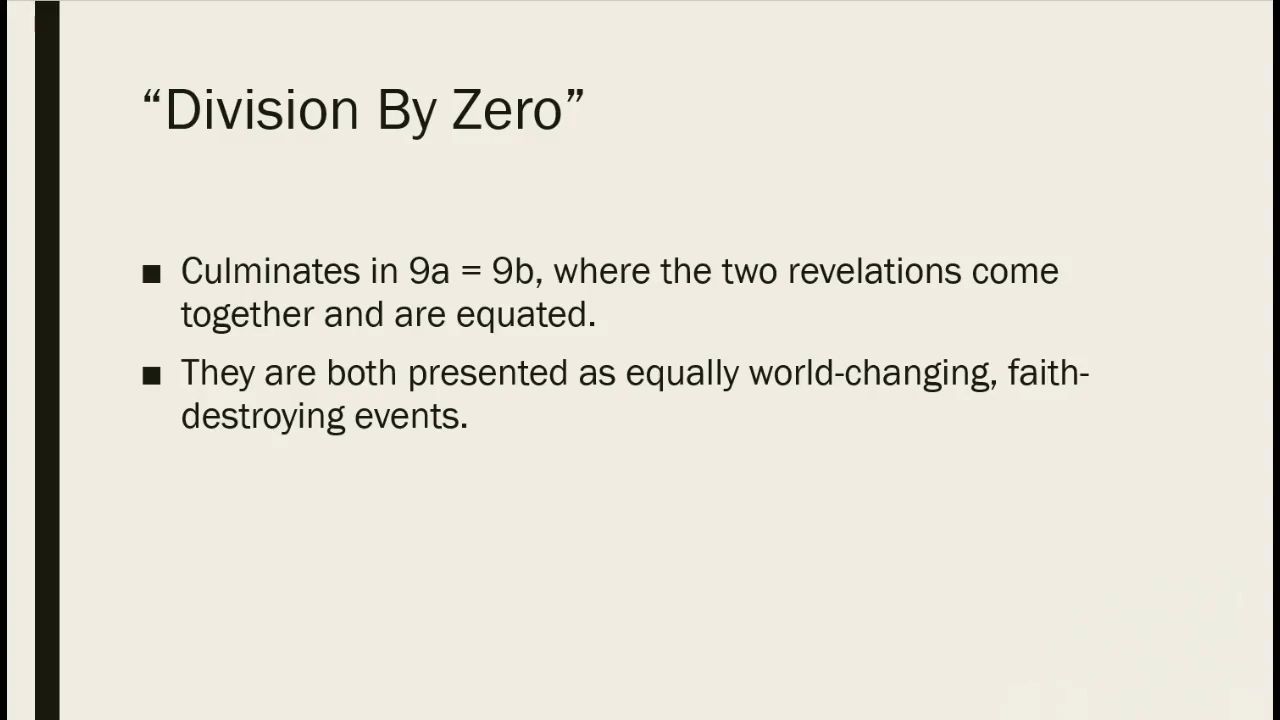 “Division By Zero”
■ Culminates in 9a = 9b, where the two revelations come
together and are equated.
■ They are both presented as equally world-changing, faith-
destroying events.